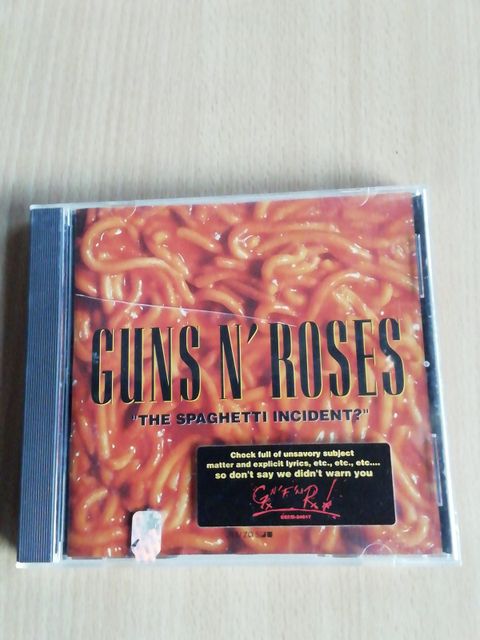 GUNS N' ROSES
"THE SPAGHETTI INCIDENT?"
Chock full of unsavory subject
matter and explicit lyrics, etc., etc., etc....
so don't say we didn't warn you